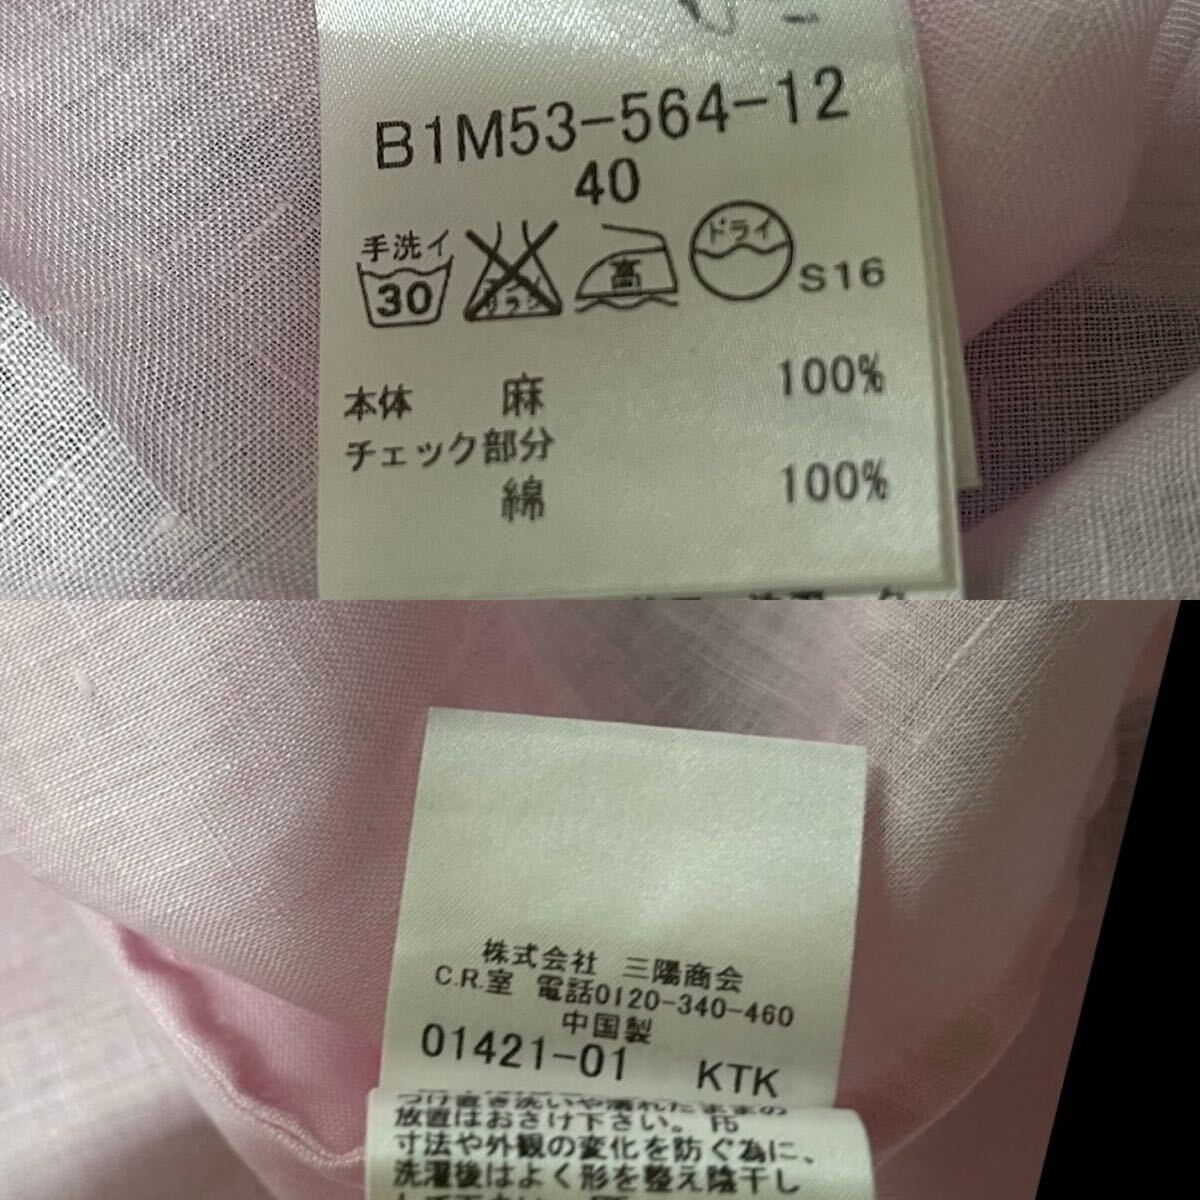 B1M53-564-12
40
手洗イ
30
高
ドライ
S16
本体 麻 100%
チェック部分
綿 100%
株式会社 三陽商会
C.R.室 電話0120-340-460
中国製
01421-01 KTK
つけ置き洗いや濡れたままの
放置はおさけ下さい。
寸法や外観の変化を防ぐ為に、
洗濯後はよく形を整え陰干し